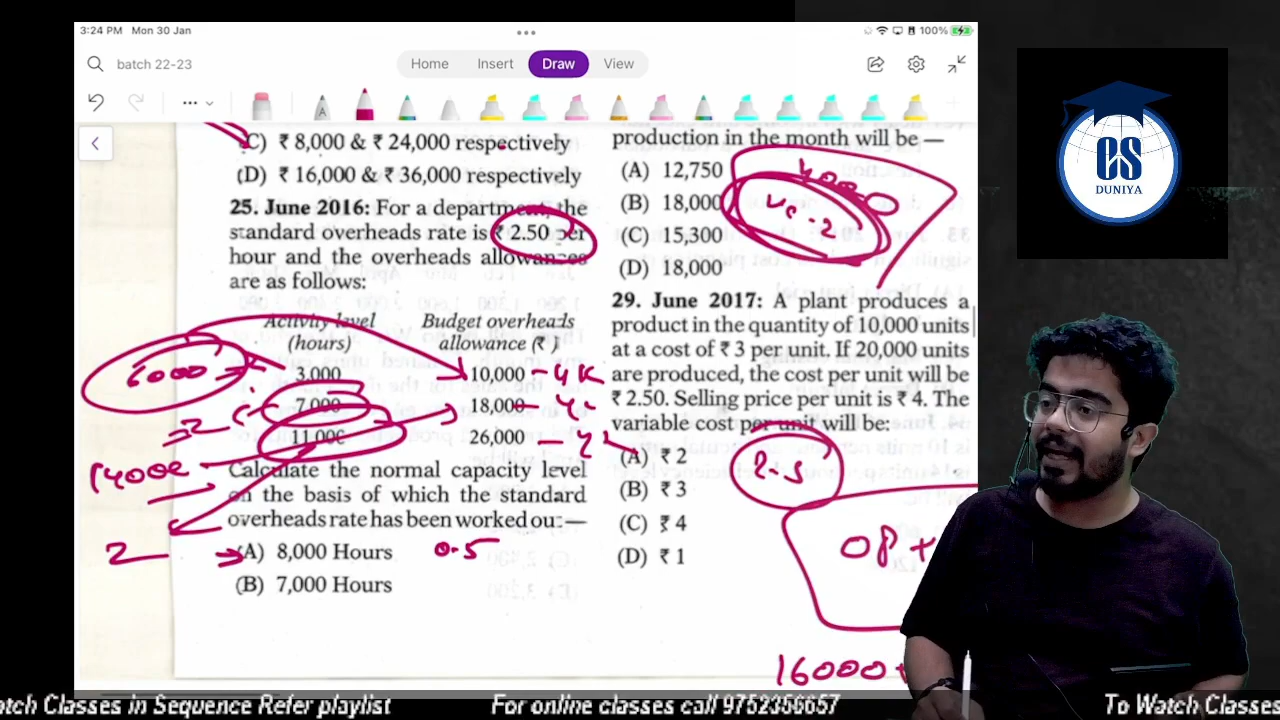 3:24 PM Mon 30 Jan
100%
batch 22-23
Home Insert Draw View
C) ₹ 8,000 & ₹ 24,000 respectively
(D) ₹ 16,000 & ₹ 36,000 respectively
25. June 2016: For a department, the
standard overheads rate is ₹ 2.50 per
hour and the overheads allowances
are as follows:
Activity level Budget overheads
(hours) allowance (₹)
6000
3,000 10,000 - 4K
7,000 18,000
11,000 26,000
14000
Calculate the normal capacity level
on the basis of which the standard
overheads rate has been worked out—
2
(A) 8,000 Hours 0.5
(B) 7,000 Hours
production in the month will be —
(A) 12,750
(B) 18,000
(C) 15,300
(D) 18,000
4000
VC - 2
29. June 2017: A plant produces a
product in the quantity of 10,000 units
at a cost of ₹ 3 per unit. If 20,000 units
are produced, the cost per unit will be
₹ 2.50. Selling price per unit is ₹ 4. The
variable cost per unit will be:
(A) ₹ 2
(B) ₹ 3
(C) ₹ 4
(D) ₹ 1
2.5
OP +
16000+
CS
DUNIYA
atch Classes in Sequence Refer playlist For online classes call 9752356657 To Watch Classes